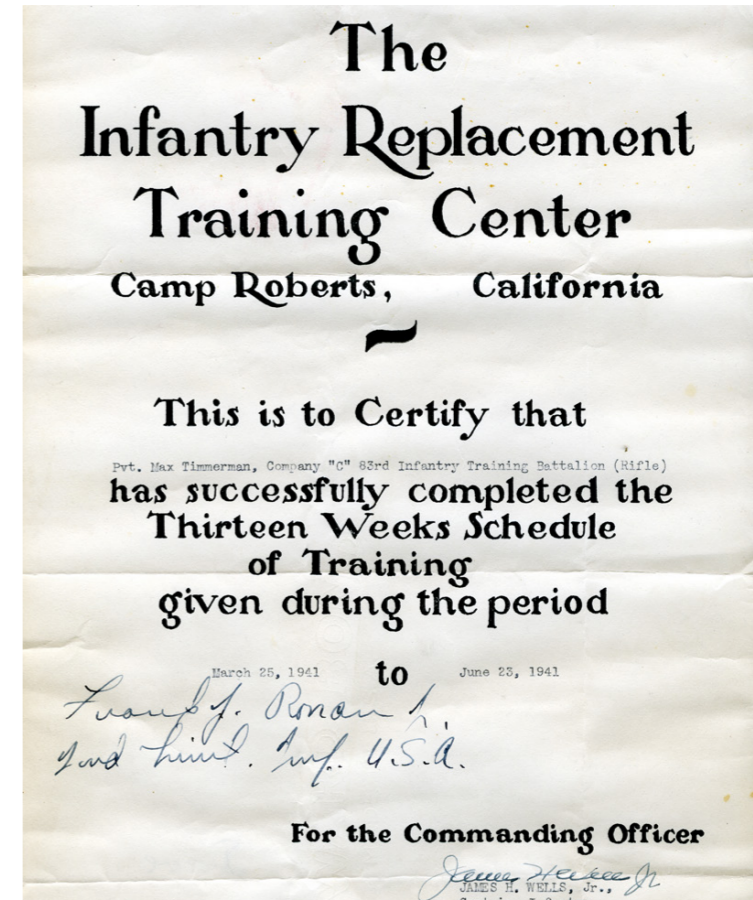 The
Infantry Replacement
Training Center
Camp Roberts, California
This is to Certify that
Pvt. Max Timmerman, Company "C" 83rd Infantry Training Battalion (Rifle)
has successfully completed the
Thirteen Weeks Schedule
of Training
given during the period
March 25, 1941 to June 23, 1941
J. Ronan Jr.
2nd Lieut. Inf. U.S.A.
For the Commanding Officer
JAMES H. WELLS, Jr.,